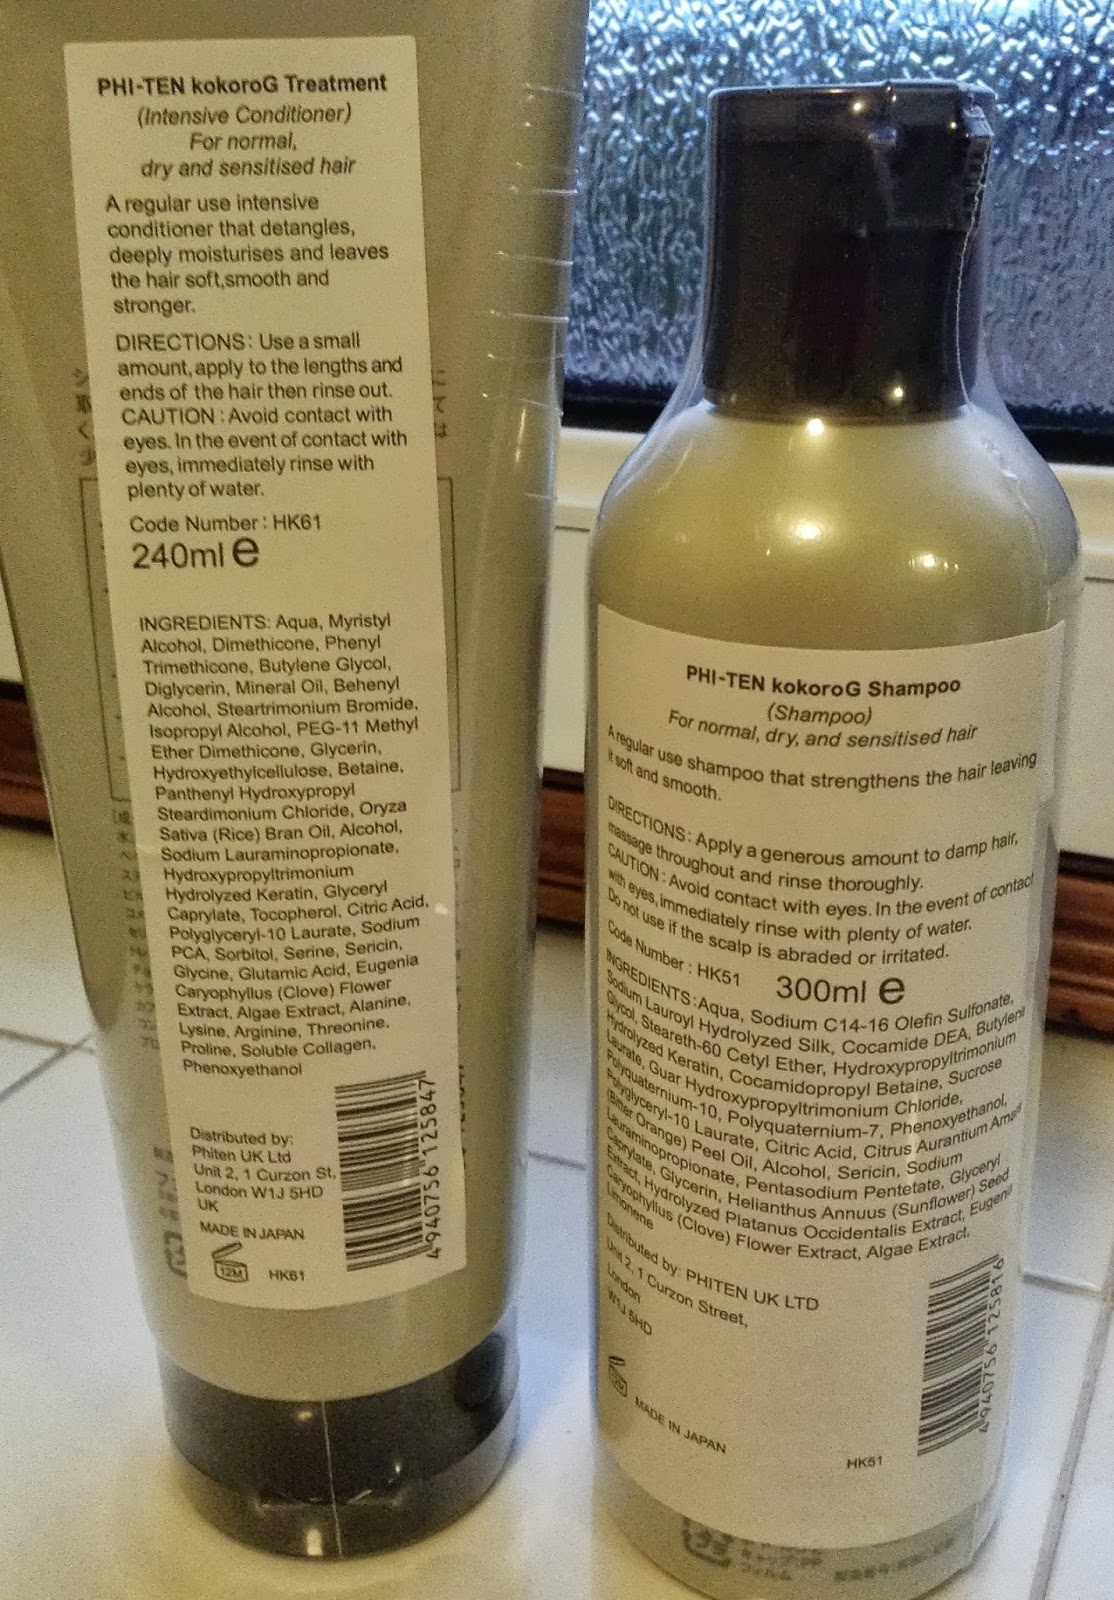 PHI-TEN kokoroG Treatment
(Intensive Conditioner)
For normal,
dry and sensitised hair
A regular use intensive
conditioner that detangles,
deeply moisturises and leaves
the hair soft,smooth and
stronger.
DIRECTIONS: Use a small
amount, apply to the lengths and
ends of the hair then rinse out.
CAUTION : Avoid contact with
eyes. In the event of contact with
eyes, immediately rinse with
plenty of water.
Code Number : HK61
240ml e
INGREDIENTS: Aqua, Myristyl
Alcohol, Dimethicone, Phenyl
Trimethicone, Butylene Glycol,
Diglycerin, Mineral Oil, Behenyl
Alcohol, Steartrimonium Bromide,
Isopropyl Alcohol, PEG-11 Methyl
Ether Dimethicone, Glycerin,
Hydroxyethylcellulose, Betaine,
Panthenyl Hydroxypropyl
Steardimonium Chloride, Oryza
Sativa (Rice) Bran Oil, Alcohol,
Sodium Lauraminopropionate,
Hydroxypropyltrimonium
Hydrolyzed Keratin, Glyceryl
Caprylate, Tocopherol, Citric Acid,
Polyglyceryl-10 Laurate, Sodium
PCA, Sorbitol, Serine, Sericin,
Glycine, Glutamic Acid, Eugenia
Caryophyllus (Clove) Flower
Extract, Algae Extract, Alanine,
Lysine, Arginine, Threonine,
Proline, Soluble Collagen,
Phenoxyethanol
Distributed by:
Phiten UK Ltd
Unit 2, 1 Curzon St,
London W1J 5HD
UK
MADE IN JAPAN
12M HK61
4940756125847
PHI-TEN kokoroG Shampoo
(Shampoo)
For normal, dry, and sensitised hair
A regular use shampoo that strengthens the hair leaving
it soft and smooth.
DIRECTIONS: Apply a generous amount to damp hair,
massage throughout and rinse thoroughly.
CAUTION : Avoid contact with eyes. In the event of contact
with eyes, immediately rinse with plenty of water.
Do not use if the scalp is abraded or irritated.
Code Number : HK51
300ml e
INGREDIENTS: Aqua, Sodium C14-16 Olefin Sulfonate,
Sodium Lauroyl Hydrolyzed Silk, Cocamide DEA, Butylene
Glycol, Steareth-60 Cetyl Ether, Hydroxypropyltrimonium
Hydrolyzed Keratin, Cocamidopropyl Betaine, Sucrose
Laurate, Guar Hydroxypropyltrimonium Chloride,
Polyquaternium-10, Polyquaternium-7, Phenoxyethanol,
Polyglyceryl-10 Laurate, Citric Acid, Citrus Aurantium Amara
(Bitter Orange) Peel Oil, Alcohol, Sericin, Sodium
Lauraminopropionate, Pentasodium Pentetate, Glyceryl
Caprylate, Glycerin, Helianthus Annuus (Sunflower) Seed
Extract, Hydrolyzed Platanus Occidentalis Extract, Eugenia
Caryophyllus (Clove) Flower Extract, Algae Extract,
Limonene
Distributed by: PHITEN UK LTD
Unit 2, 1 Curzon Street,
London
W1J 5HD
12M
MADE IN JAPAN
HK51
4940756125816